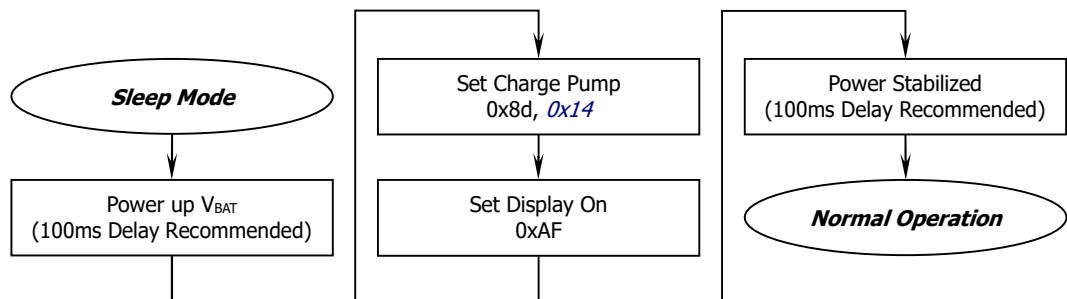 Sleep Mode
Power up VBAT
(100ms Delay Recommended)
Set Charge Pump
0x8d, 0x14
Set Display On
0xAF
Power Stabilized
(100ms Delay Recommended)
Normal Operation